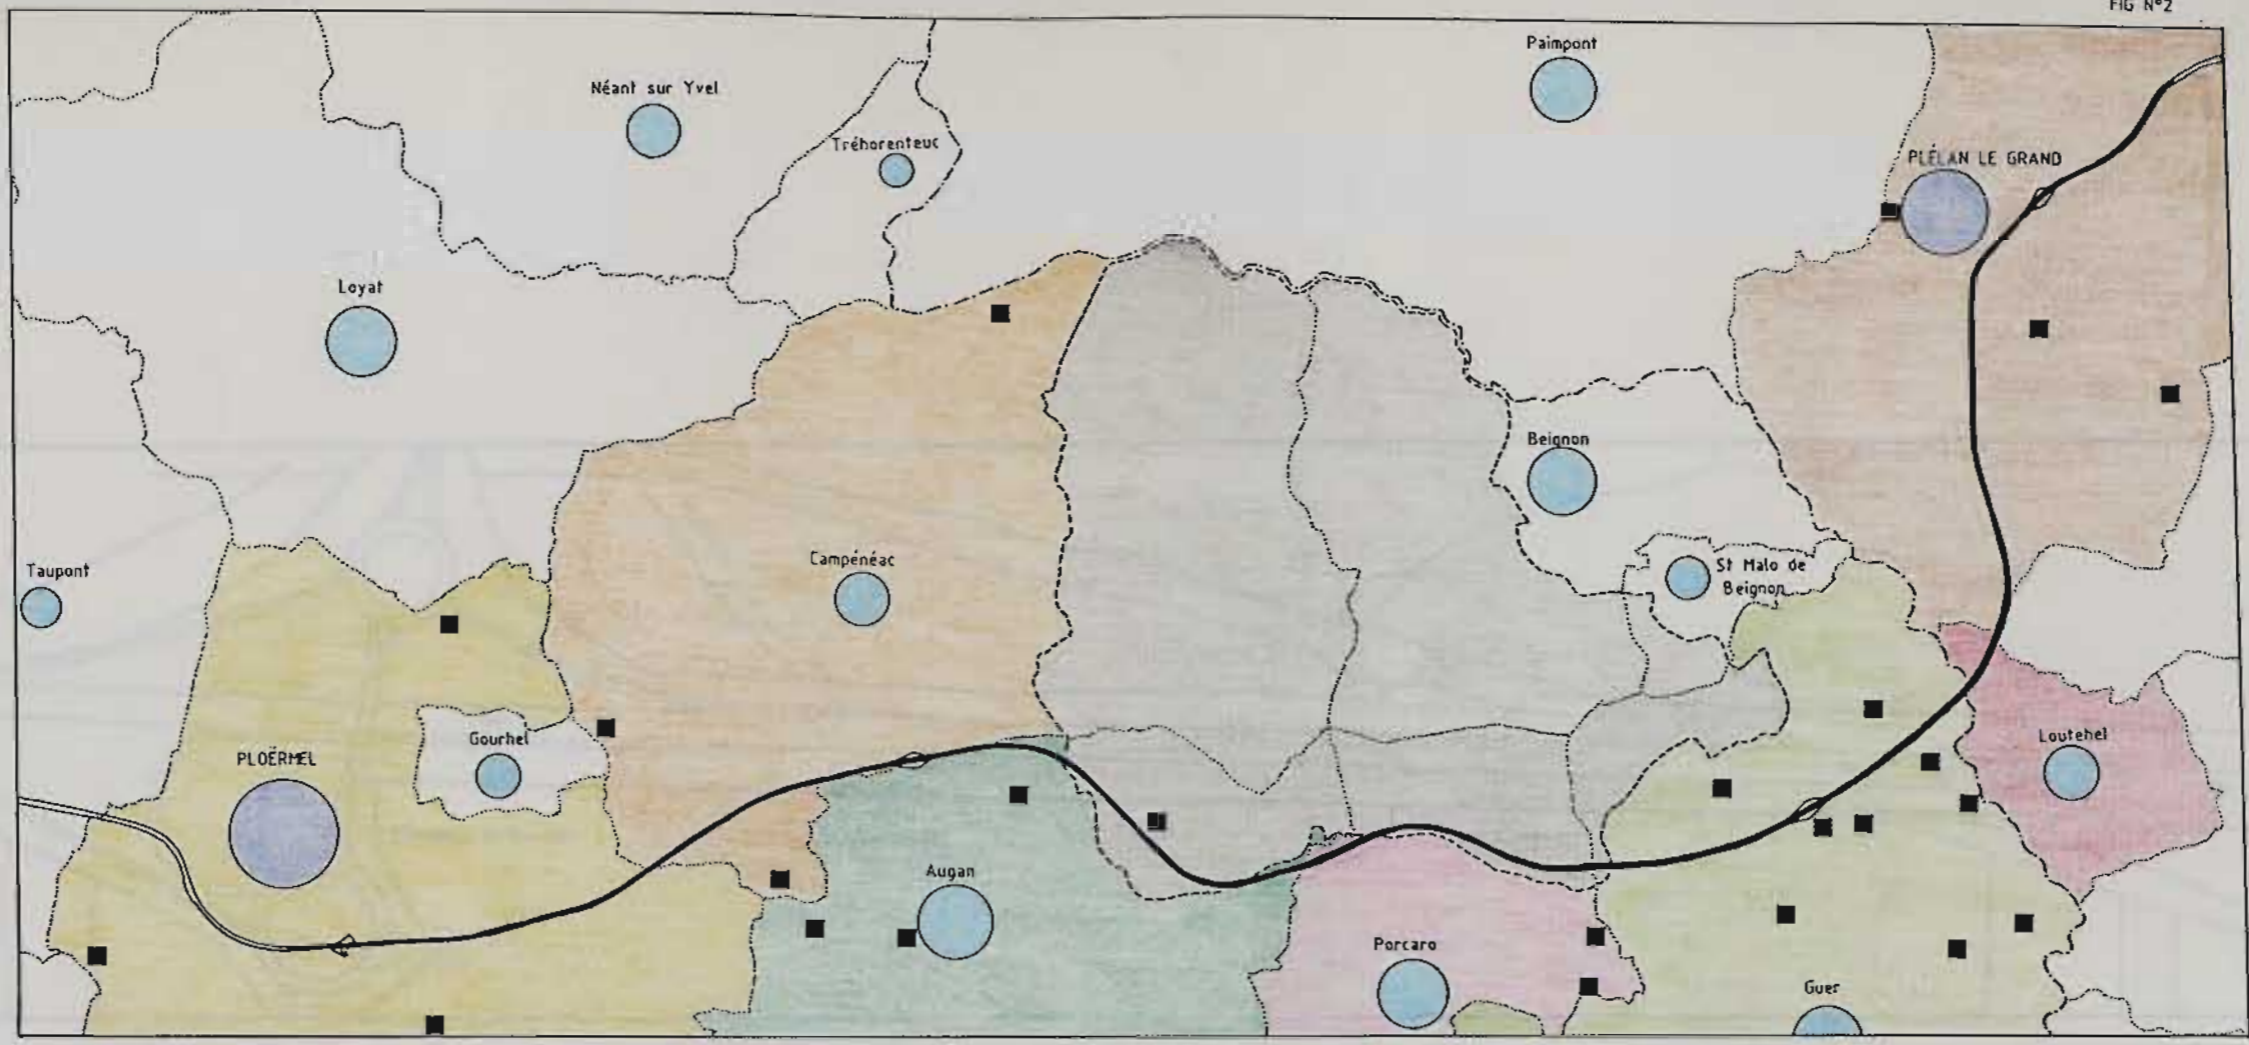 FIG N°2
Paimpont
Néant sur Yvel
Tréhorenteuc
PLÉLAN LE GRAND
Loyat
Beignon
Campénéac
Taupont
St Malo de
Beignon
Gourhel
PLOËRMEL
Loutehel
Augan
Porcaro
Guer